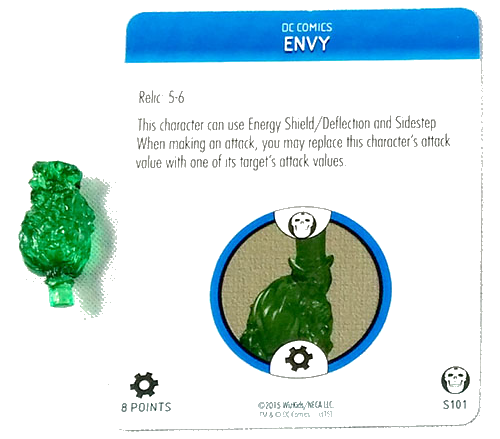 DC COMICS
ENVY
Relic: 5-6
This character can use Energy Shield/Deflection and Sidestep
When making an attack, you may replace this character's attack
value with one of its target's attack values.
8 POINTS
©2015 WizKids/NECA LLC.
TM & © DC Comics (s15)
S101